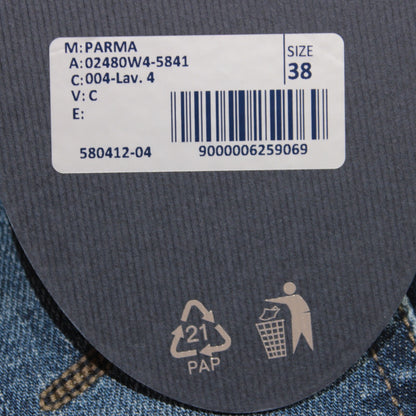 M:PARMA
A:02480W4-5841
C:004-Lav. 4
V:C
E:
SIZE
38
580412-04
9000006259069
21
PAP